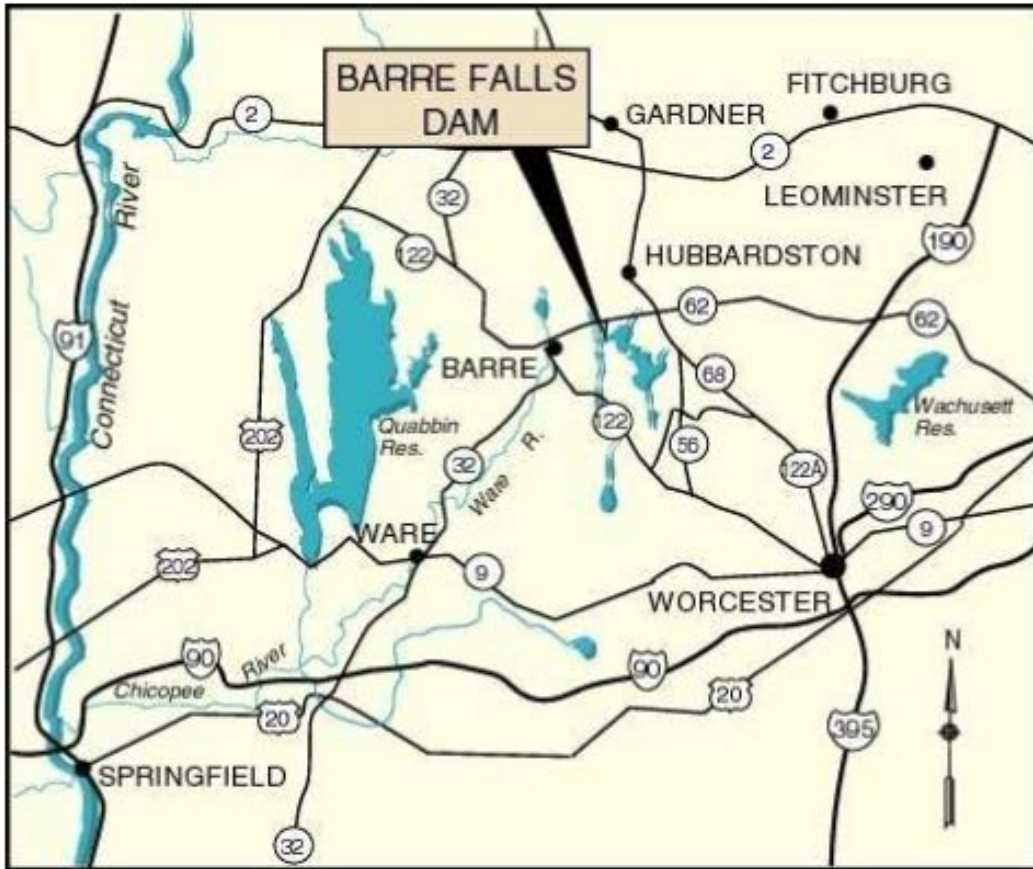 BARRE FALLS
DAM
FITCHBURG
GARDNER
2
2
LEOMINSTER
32
122
190
HUBBARDSTON
River
Connecticut
91
62
62
BARRE
68
202
Quabbin
Res.
122
56
Wachusett
Res.
32
Ware R.
122A
290
WARE
9
202
9
WORCESTER
N
90
River
Chicopee
90
20
20
395
SPRINGFIELD
32